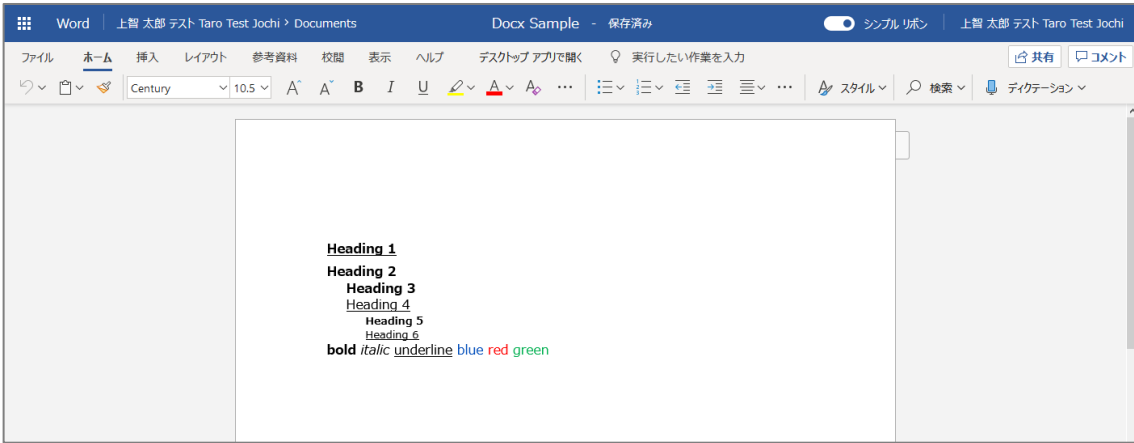 Word 上智 太郎 テスト Taro Test Jochi › Documents Docx Sample - 保存済み シンプル リボン 上智 太郎 テスト Taro Test Jochi
ファイル ホーム 挿入 レイアウト 参考資料 校閲 表示 ヘルプ デスクトップ アプリで開く 実行したい作業を入力 共有 コメント
Century 10.5 A A B I U A A スタイル 検索 ディクテーション
Heading 1
Heading 2
Heading 3
Heading 4
Heading 5
Heading 6
bold italic underline blue red green